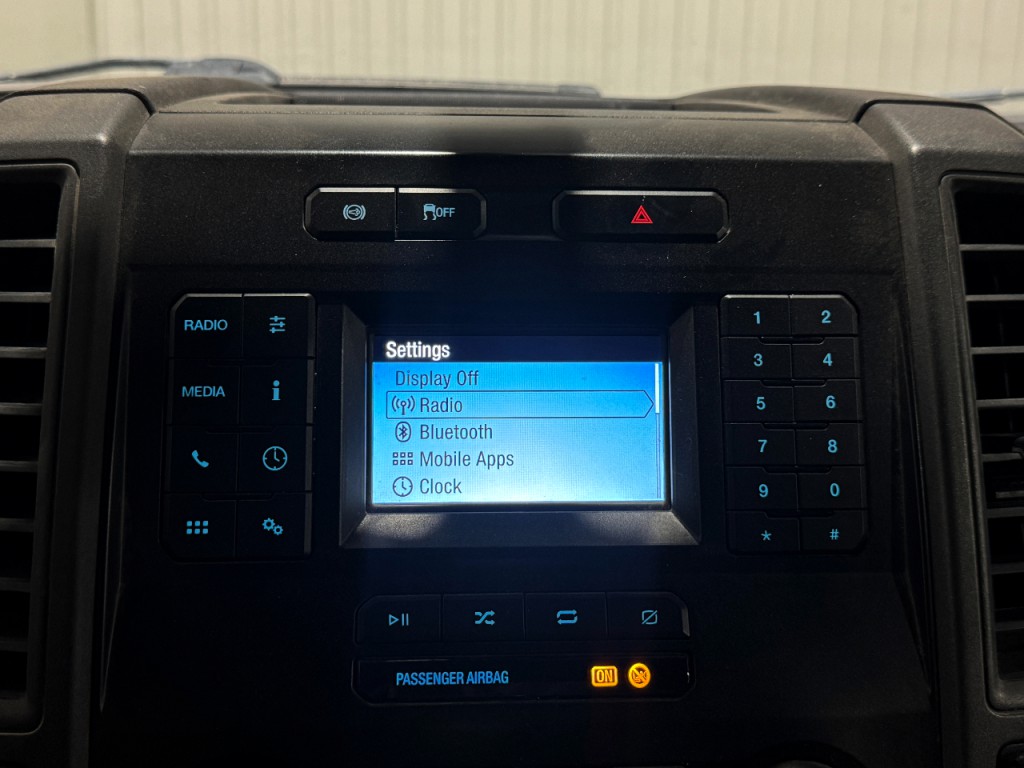 OFF
RADIO
MEDIA
i
Settings
Display Off
Radio
Bluetooth
Mobile Apps
Clock
1 2
3 4
5 6
7 8
9 0
* #
PASSENGER AIRBAG ON